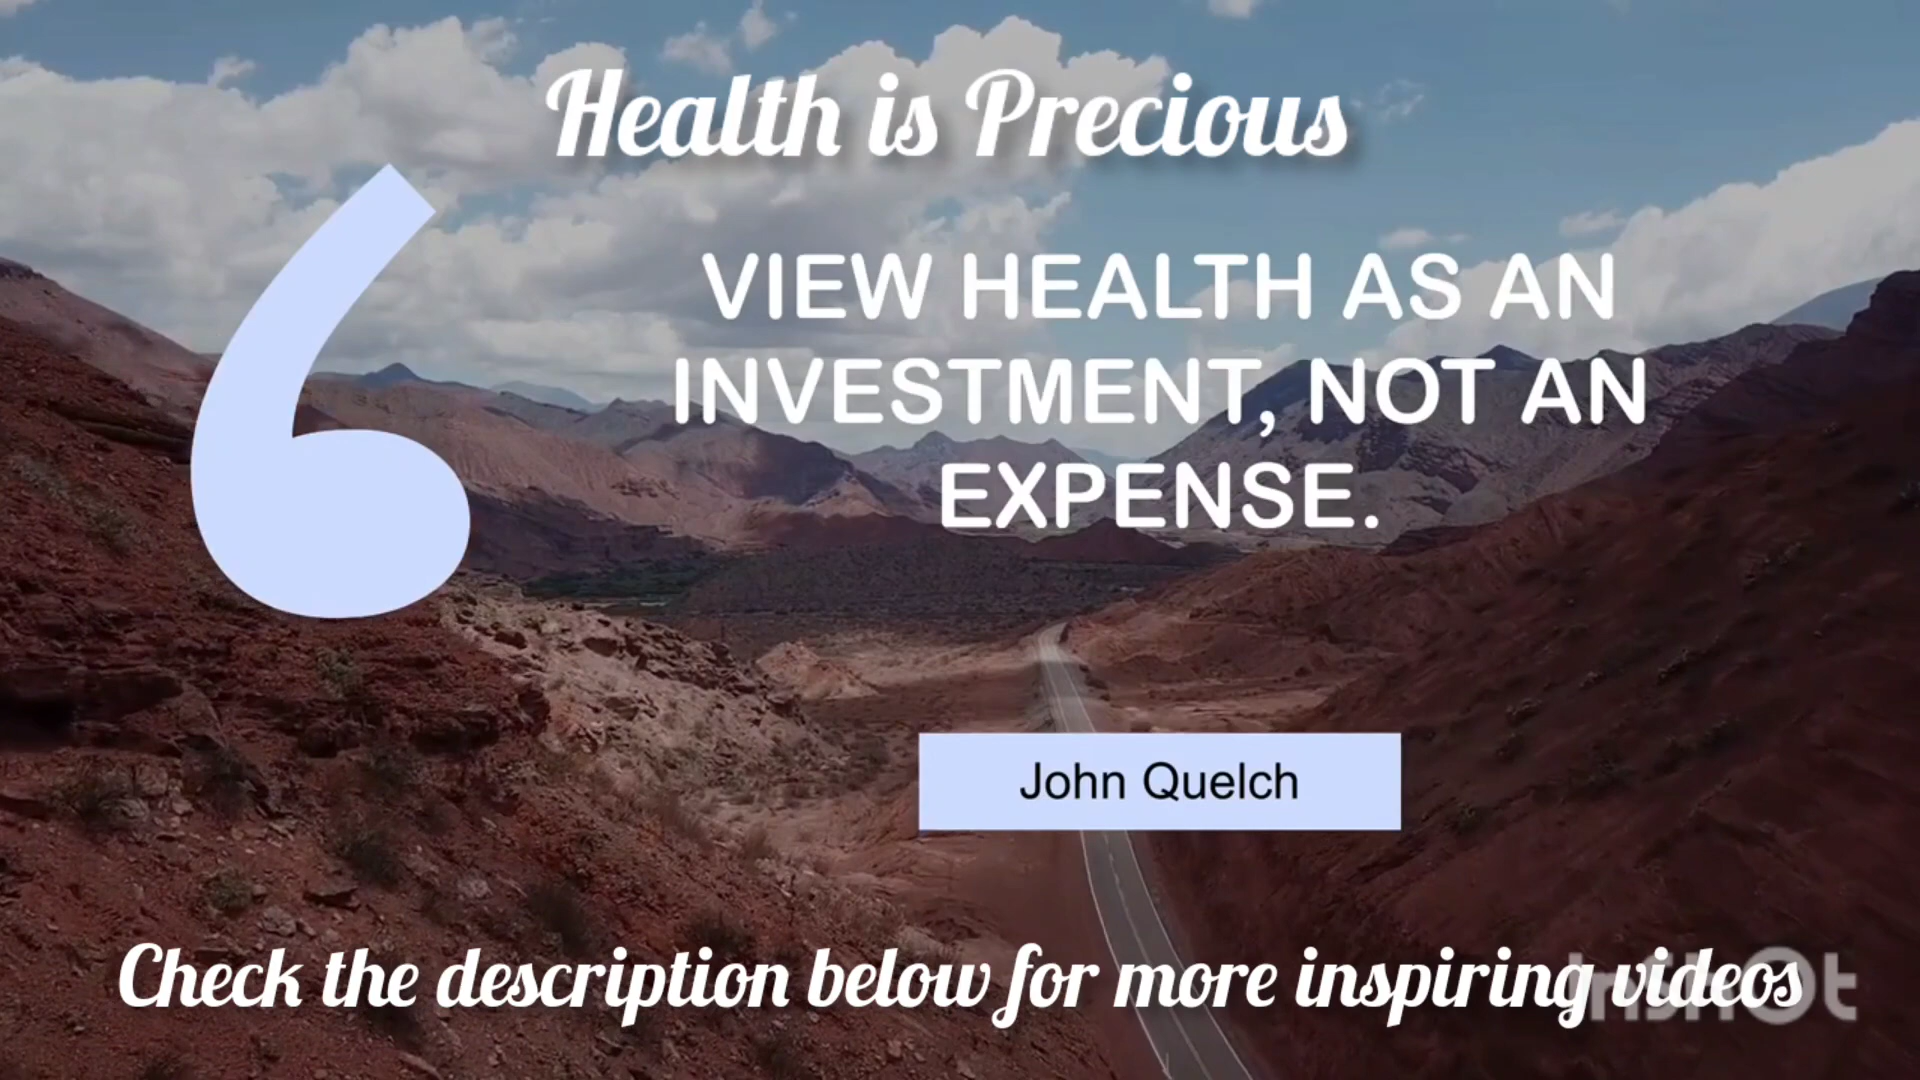 Health is Precious
VIEW HEALTH AS AN
INVESTMENT, NOT AN
EXPENSE.
John Quelch
Check the description below for more inspiring videos
InShOt